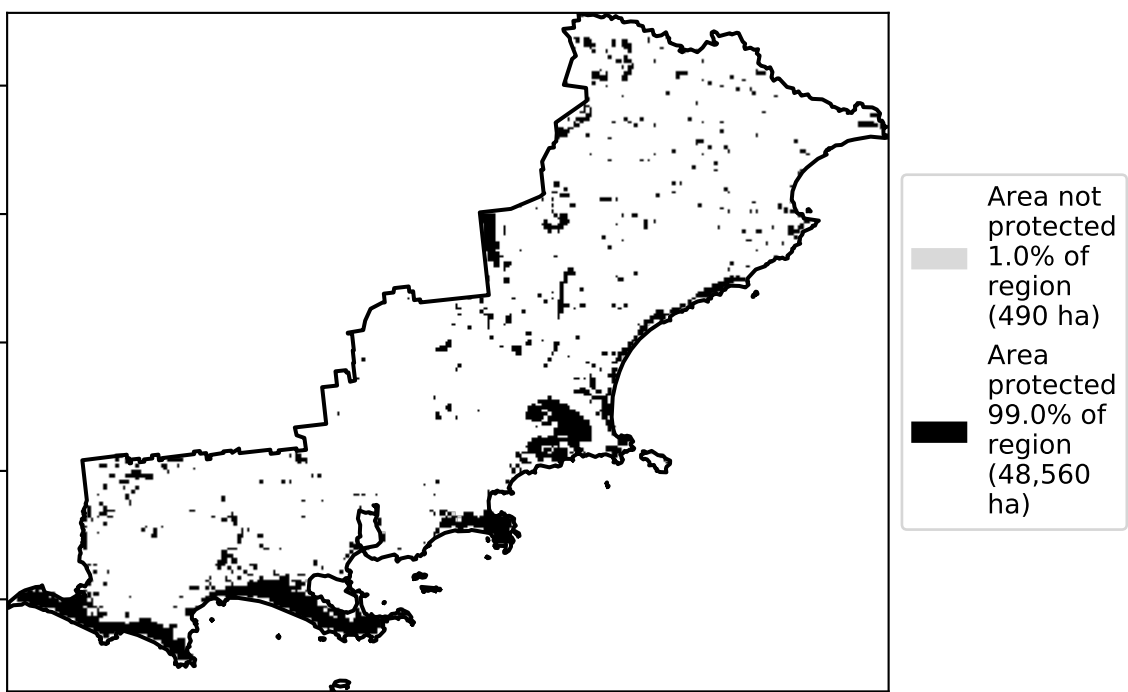 Area not
protected
1.0% of
region
(490 ha)
Area
protected
99.0% of
region
(48,560
ha)